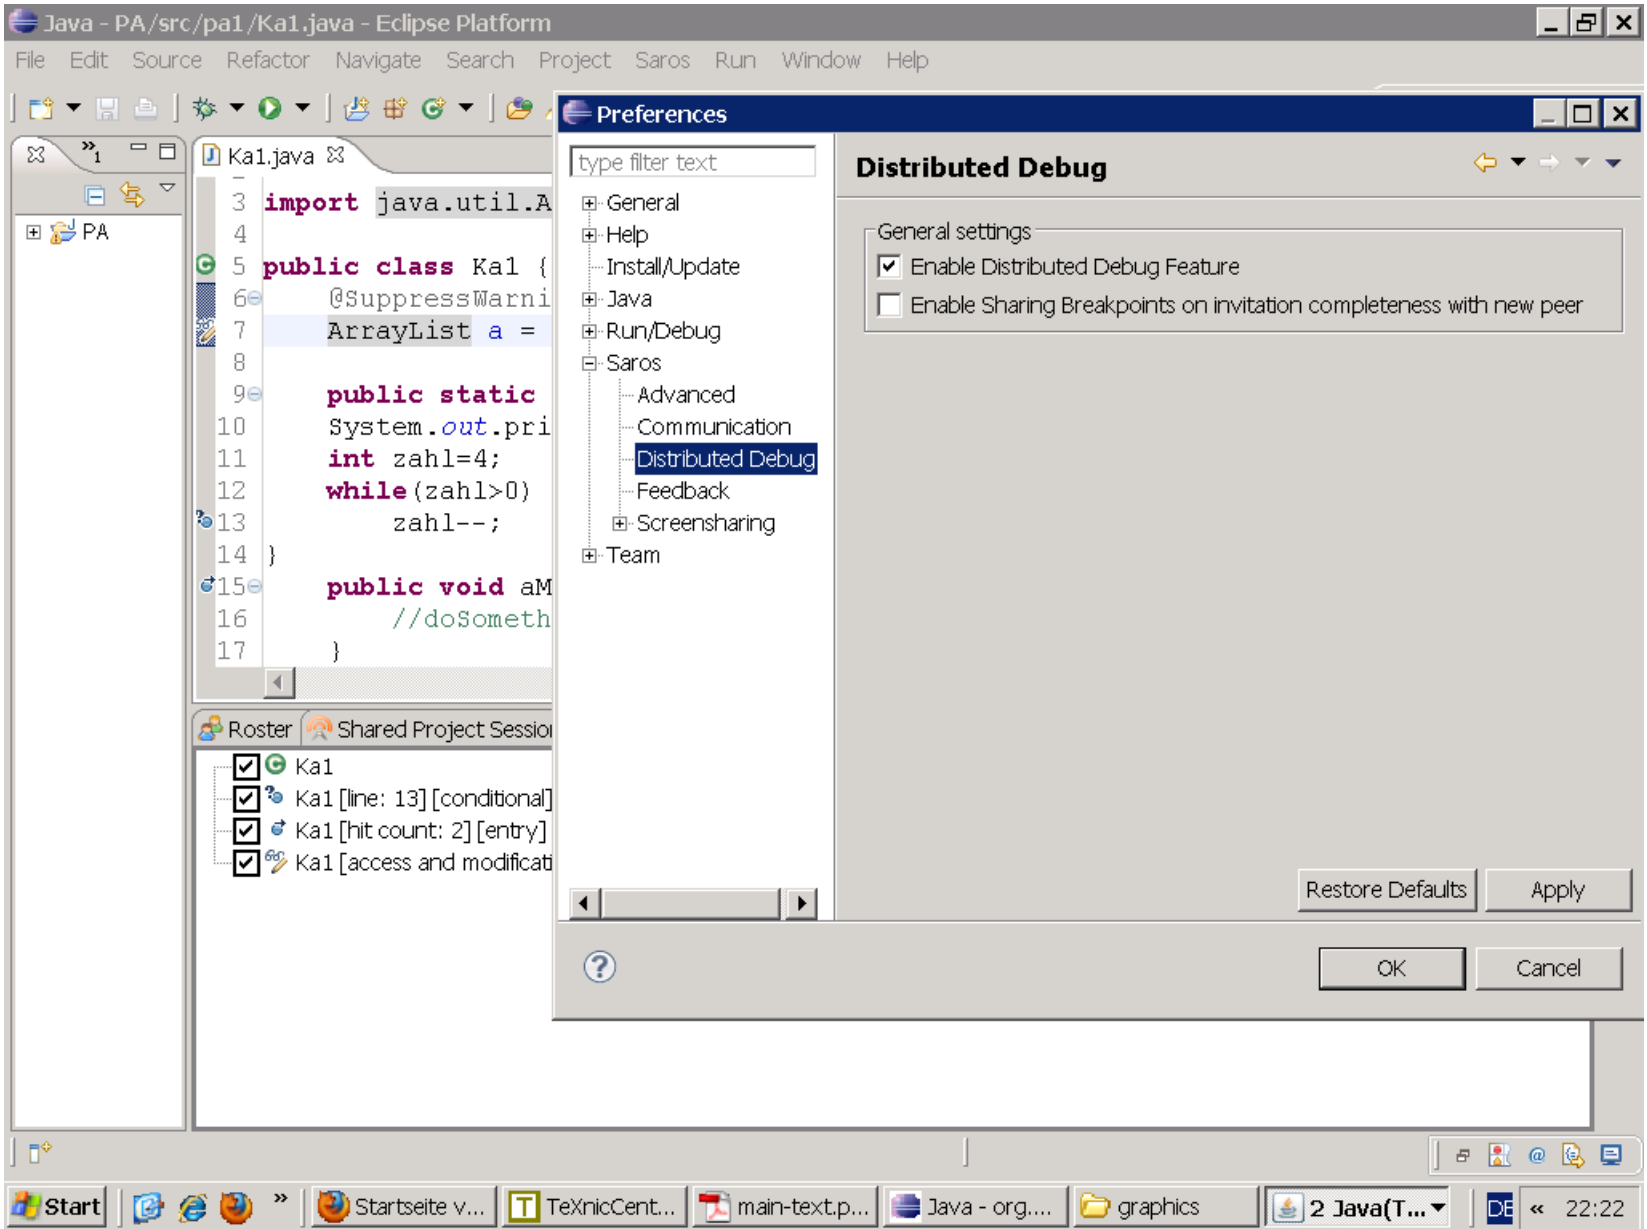 Java - PA/src/pa1/Ka1.java - Eclipse Platform
File Edit Source Refactor Navigate Search Project Saros Run Window Help
»1
Ka1.java
PA
3 import java.util.A
4
5 public class Ka1 {
6 @SuppressWarni
7 ArrayList a =
8
9 public static
10 System.out.pri
11 int zahl=4;
12 while(zahl>0)
13 zahl--;
14 }
15 public void aM
16 //doSometh
17 }
Roster Shared Project Session
Ka1
Ka1 [line: 13] [conditional]
Ka1 [hit count: 2] [entry]
Ka1 [access and modificati
Preferences
type filter text
General
Help
Install/Update
Java
Run/Debug
Saros
Advanced
Communication
Distributed Debug
Feedback
Screensharing
Team
Distributed Debug
General settings
Enable Distributed Debug Feature
Enable Sharing Breakpoints on invitation completeness with new peer
Restore Defaults Apply
? OK Cancel
Start » Startseite v... TeXnicCent... main-text.p... Java - org.... graphics 2 Java(T... DE « 22:22